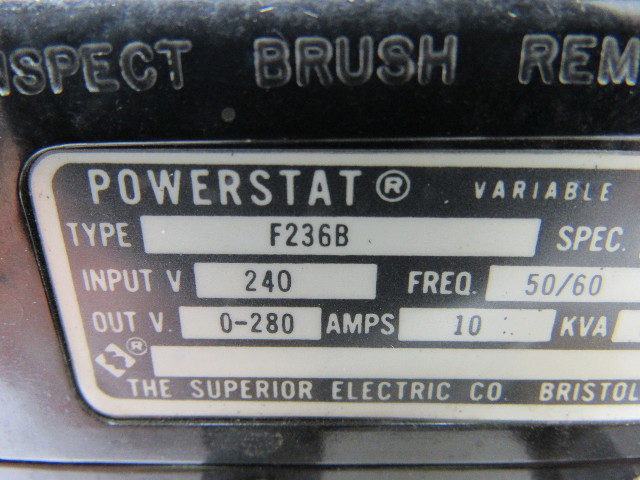 INSPECT BRUSH REM
POWERSTAT® VARIABLE
TYPE F236B SPEC.
INPUT V 240 FREQ. 50/60
OUT V. 0-280 AMPS 10 KVA
®
THE SUPERIOR ELECTRIC CO. BRISTOL